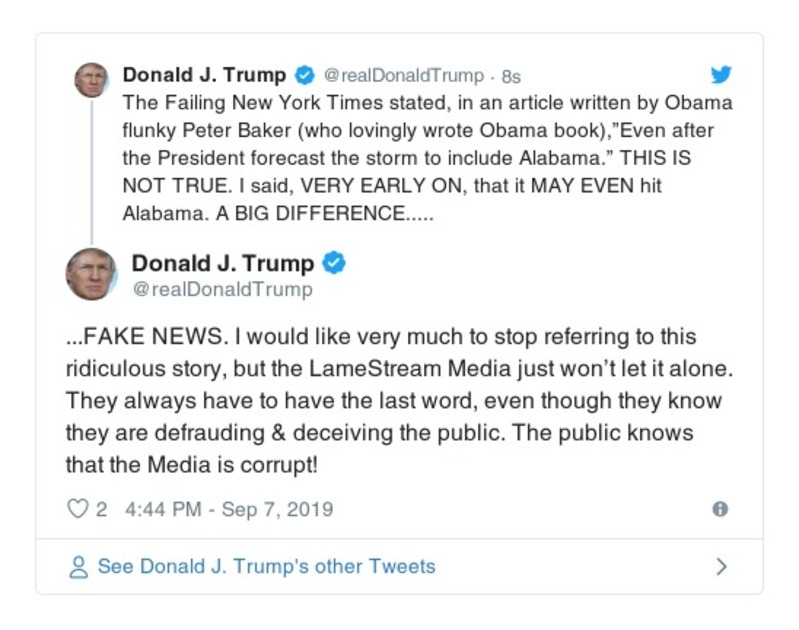 Donald J. Trump @realDonaldTrump · 8s
The Failing New York Times stated, in an article written by Obama
flunky Peter Baker (who lovingly wrote Obama book),”Even after
the President forecast the storm to include Alabama.” THIS IS
NOT TRUE. I said, VERY EARLY ON, that it MAY EVEN hit
Alabama. A BIG DIFFERENCE.....
Donald J. Trump
@realDonaldTrump
...FAKE NEWS. I would like very much to stop referring to this
ridiculous story, but the LameStream Media just won’t let it alone.
They always have to have the last word, even though they know
they are defrauding & deceiving the public. The public knows
that the Media is corrupt!
2 4:44 PM - Sep 7, 2019
See Donald J. Trump's other Tweets